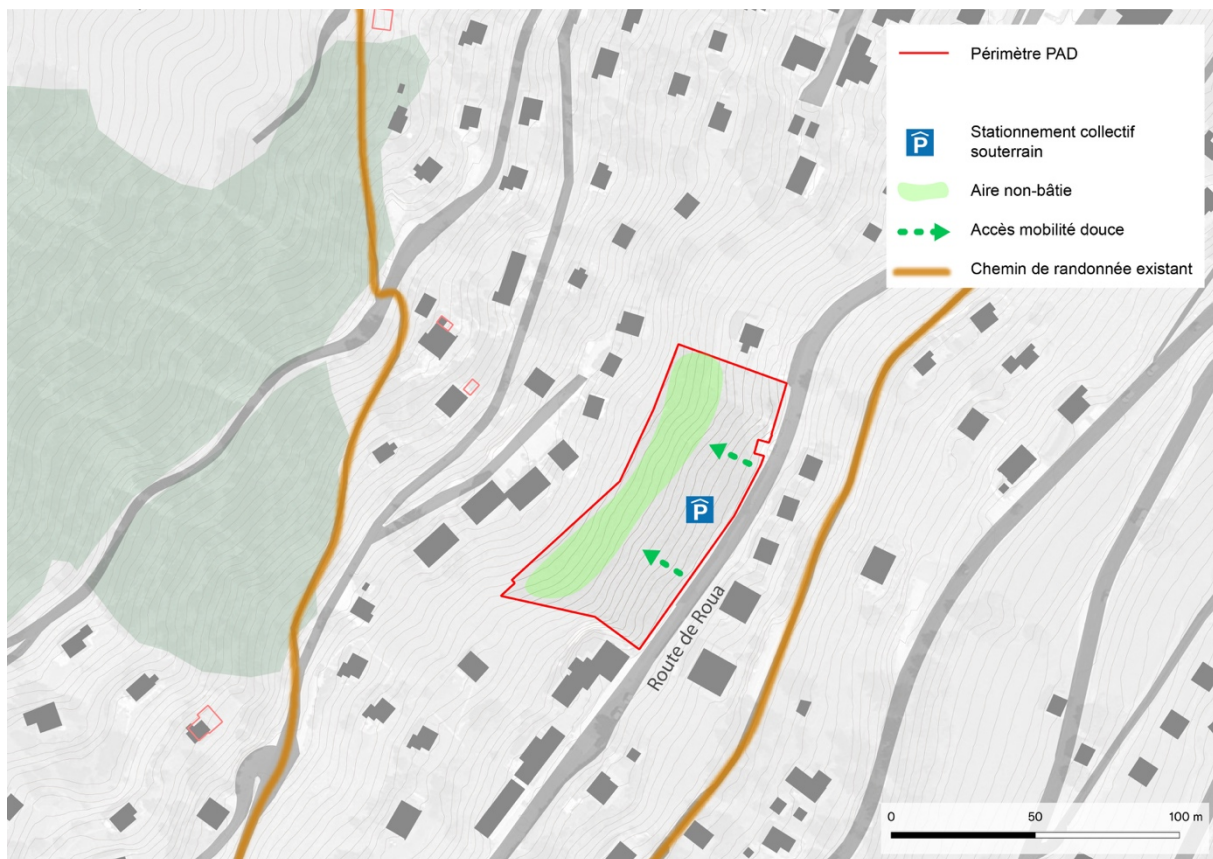 Périmètre PAD
P
Stationnement collectif
souterrain
Aire non-bâtie
Accès mobilité douce
Chemin de randonnée existant
P
Route de Roua
0 50 100 m